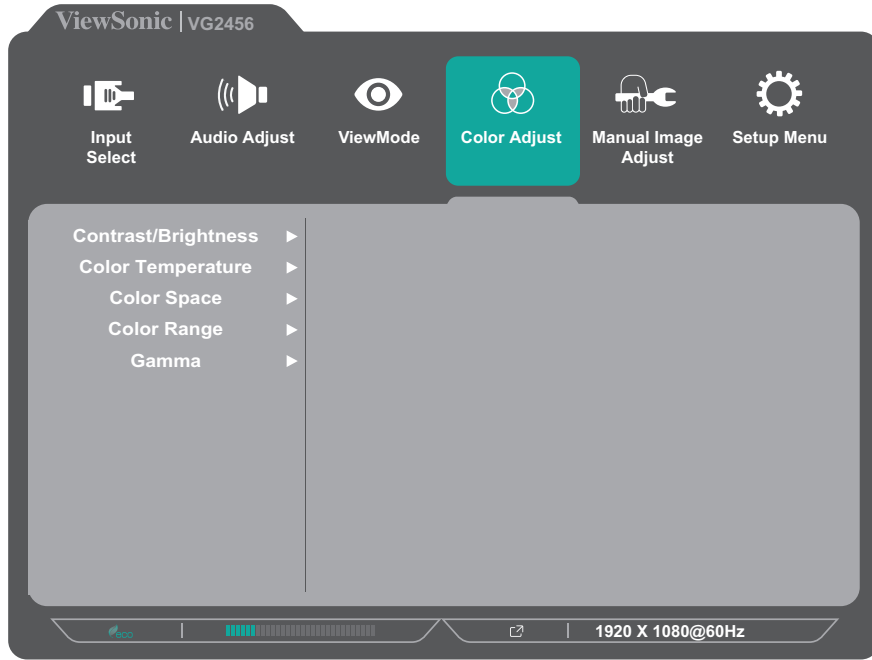 ViewSonic | VG2456
Input
Select
Audio Adjust
ViewMode
Color Adjust
Manual Image
Adjust
Setup Menu
Contrast/Brightness
Color Temperature
Color Space
Color Range
Gamma
eco
1920 X 1080@60Hz